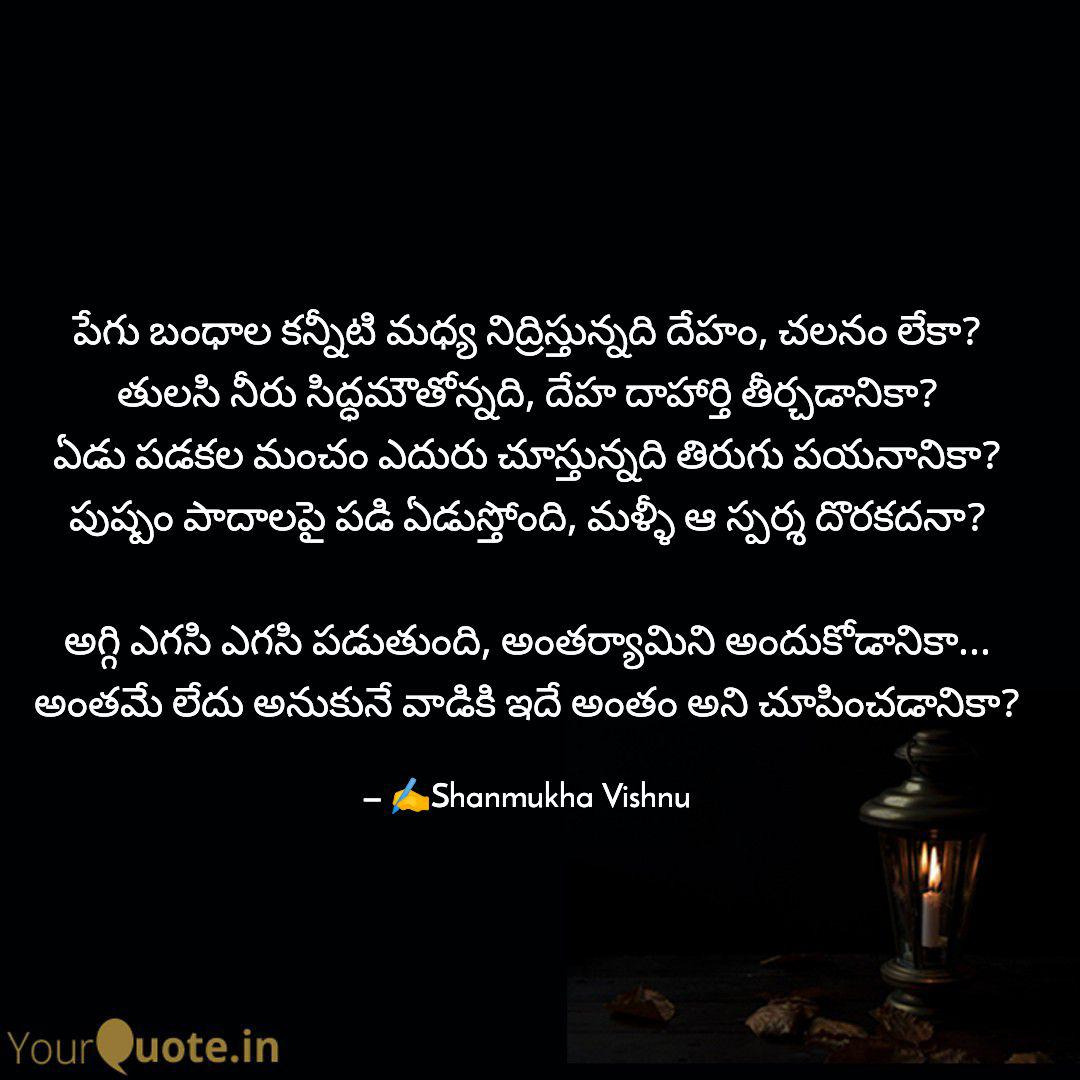 పేగు బంధాల కన్నీటి మధ్య నిద్రిస్తున్నది దేహం, చలనం లేకా?
తులసి నీరు సిద్ధమౌతోన్నది, దేహ దాహార్తి తీర్చడానికా?
ఏడు పడకల మంచం ఎదురు చూస్తున్నది తిరుగు పయనానికా?
పుష్పం పాదాలపై పడి ఏడుస్తోంది, మళ్ళీ ఆ స్పర్శ దొరకదనా?
అగ్గి ఎగసి ఎగసి పడుతుంది, అంతర్యామిని అందుకోడానికా...
అంతమే లేదు అనుకునే వాడికి ఇదే అంతం అని చూపించడానికా?
– ✍️Shanmukha Vishnu
YourQuote.in